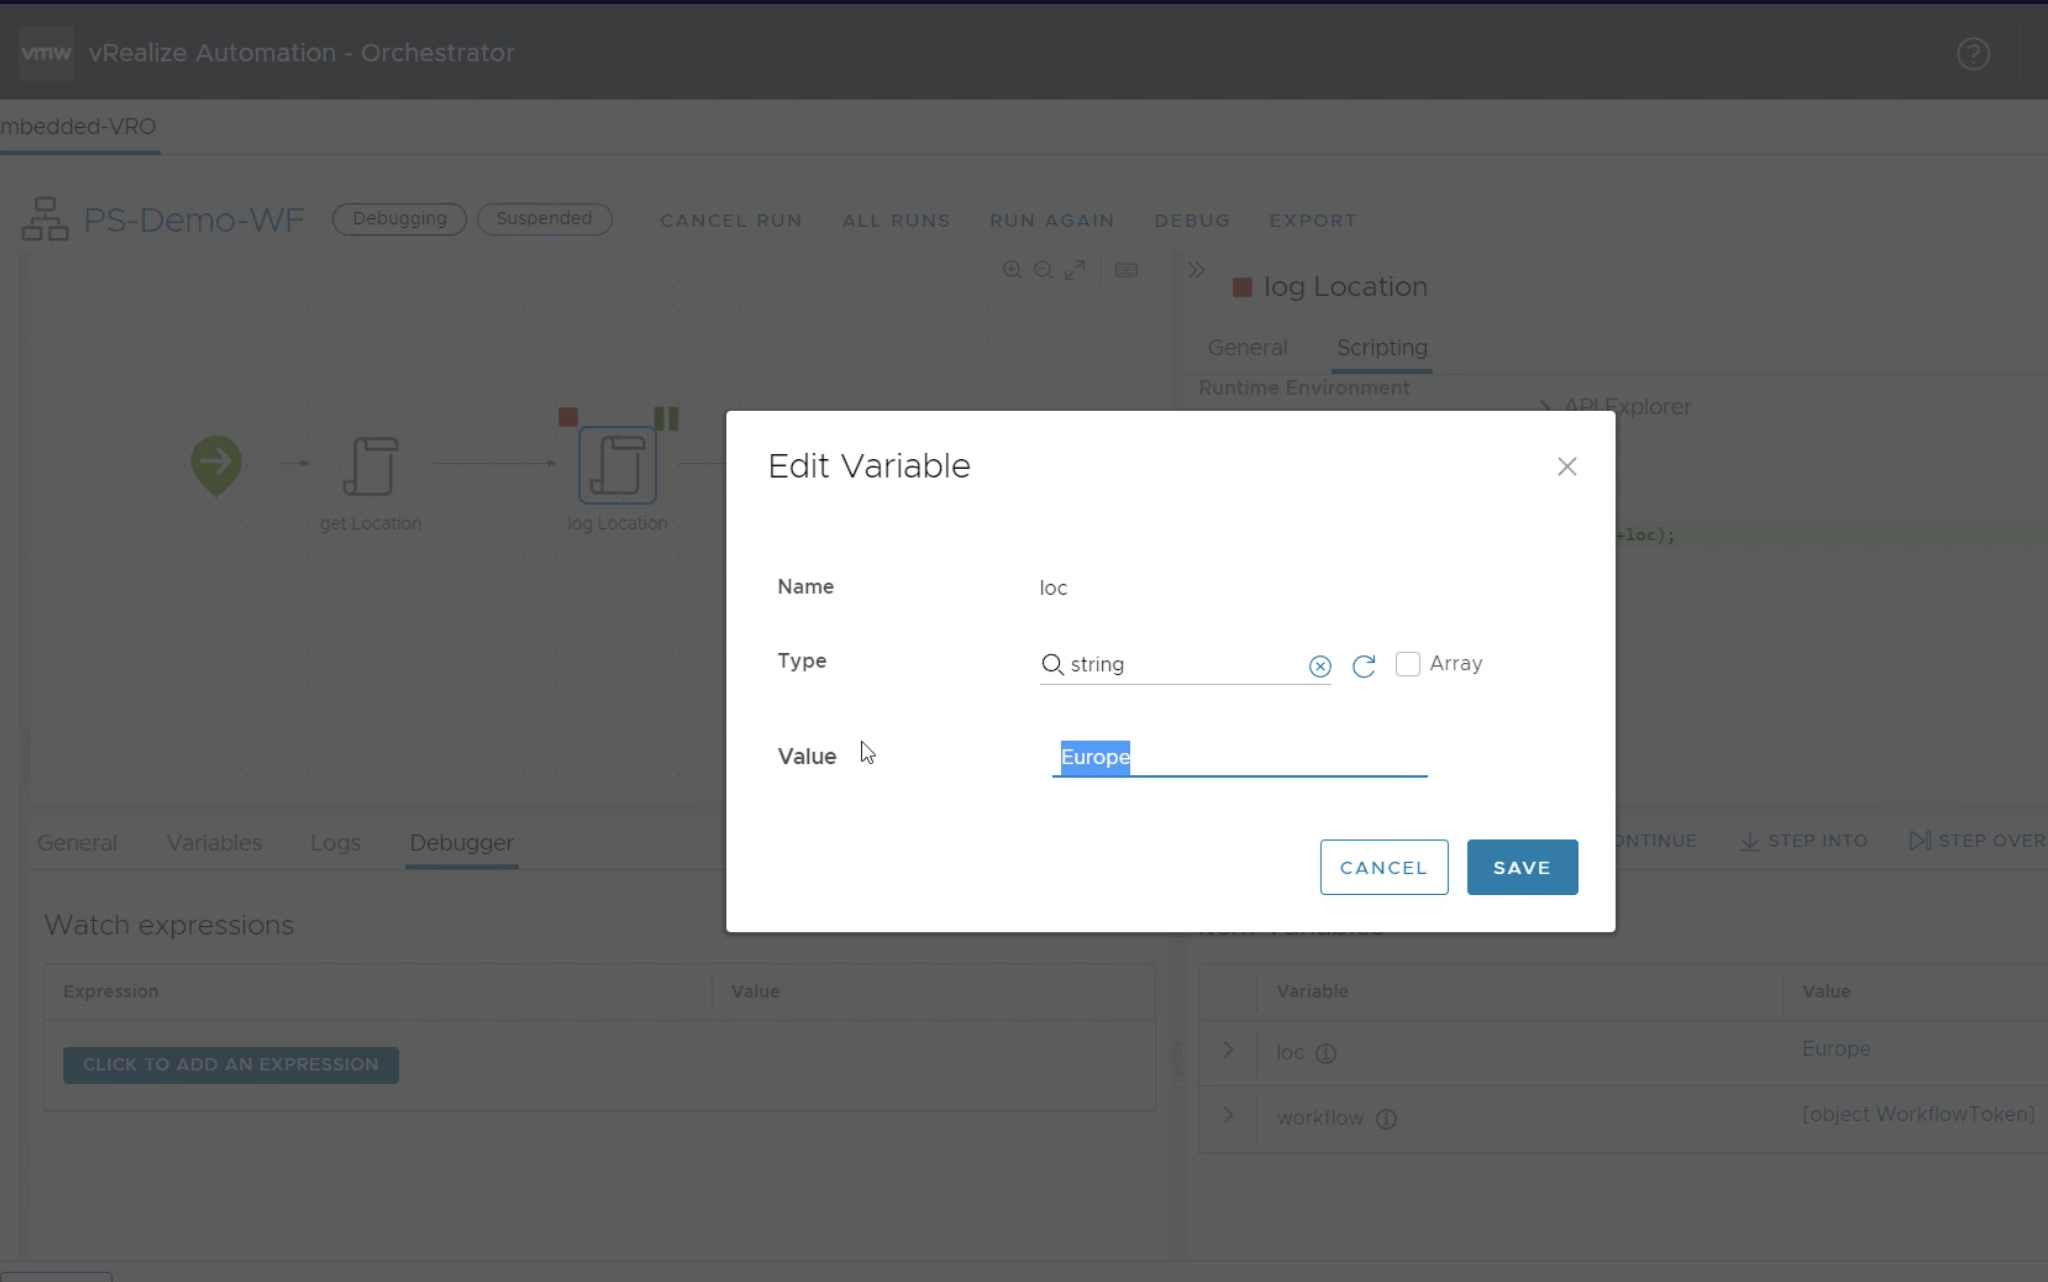 vmw vRealize Automation - Orchestrator
mbedded-VRO
PS-Demo-WF Debugging Suspended CANCEL RUN ALL RUNS RUN AGAIN DEBUG EXPORT
log Location
General Scripting
Runtime Environment
API Explorer
get Location
log Location
+loc);
Edit Variable
Name loc
Type string Array
Value Europe
CANCEL SAVE
General Variables Logs Debugger
ONTINUE STEP INTO STEP OVER
Watch expressions
Expression Value
CLICK TO ADD AN EXPRESSION
Variable Value
loc Europe
workflow [object WorkflowToken]